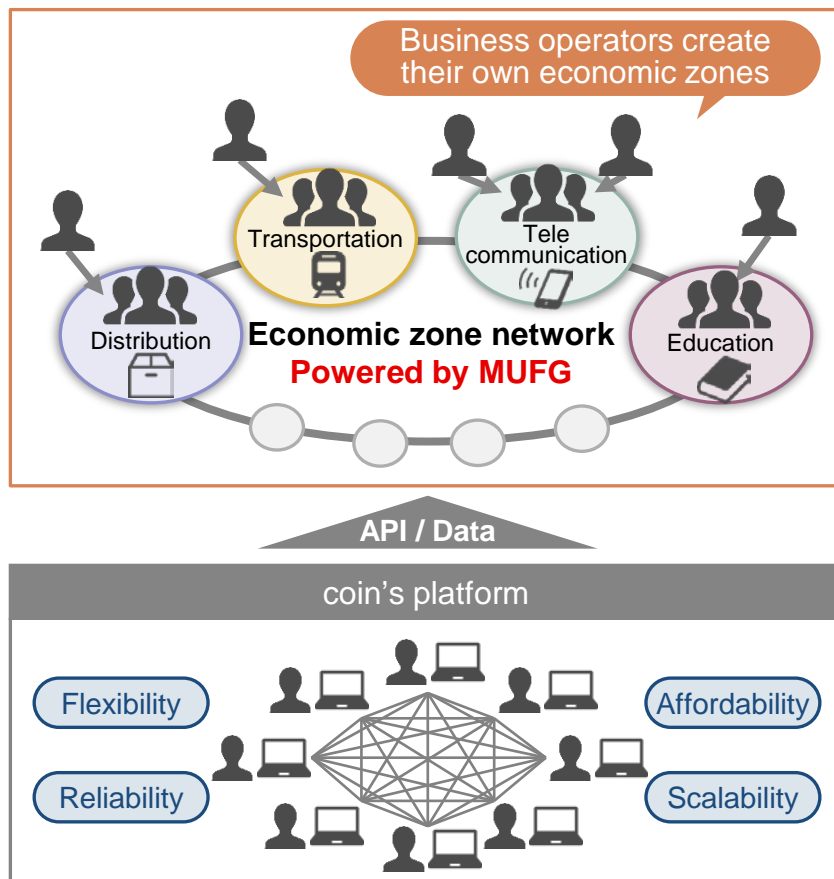 Business operators create
their own economic zones
Transportation
Tele
communication
Distribution
Education
Economic zone network
Powered by MUFG
API / Data
coin's platform
Flexibility
Affordability
Reliability
Scalability